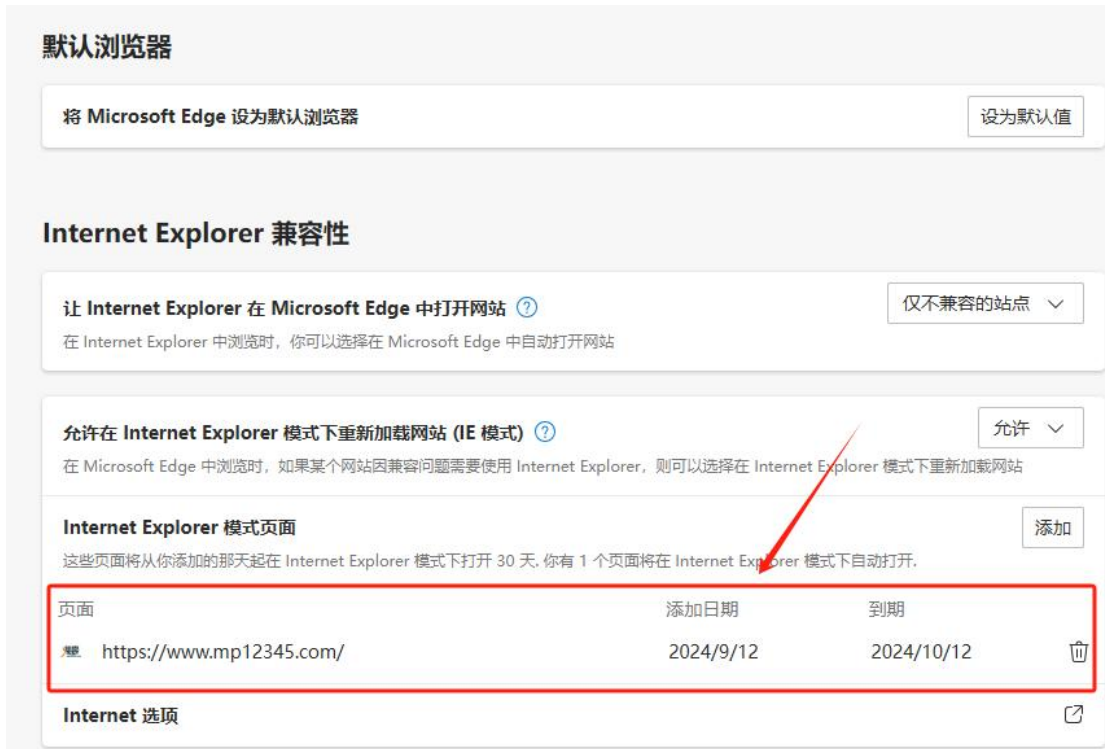 默认浏览器
将 Microsoft Edge 设为默认浏览器
设为默认值
Internet Explorer 兼容性
让 Internet Explorer 在 Microsoft Edge 中打开网站
仅不兼容的站点
在 Internet Explorer 中浏览时，你可以选择在 Microsoft Edge 中自动打开网站
允许在 Internet Explorer 模式下重新加载网站 (IE 模式)
允许
在 Microsoft Edge 中浏览时，如果某个网站因兼容问题需要使用 Internet Explorer，则可以选择在 Internet Explorer 模式下重新加载网站
Internet Explorer 模式页面
添加
这些页面将从你添加的那天起在 Internet Explorer 模式下打开 30 天. 你有 1 个页面将在 Internet Explorer 模式下自动打开.
页面 添加日期 到期
https://www.mp12345.com/ 2024/9/12 2024/10/12
Internet 选项